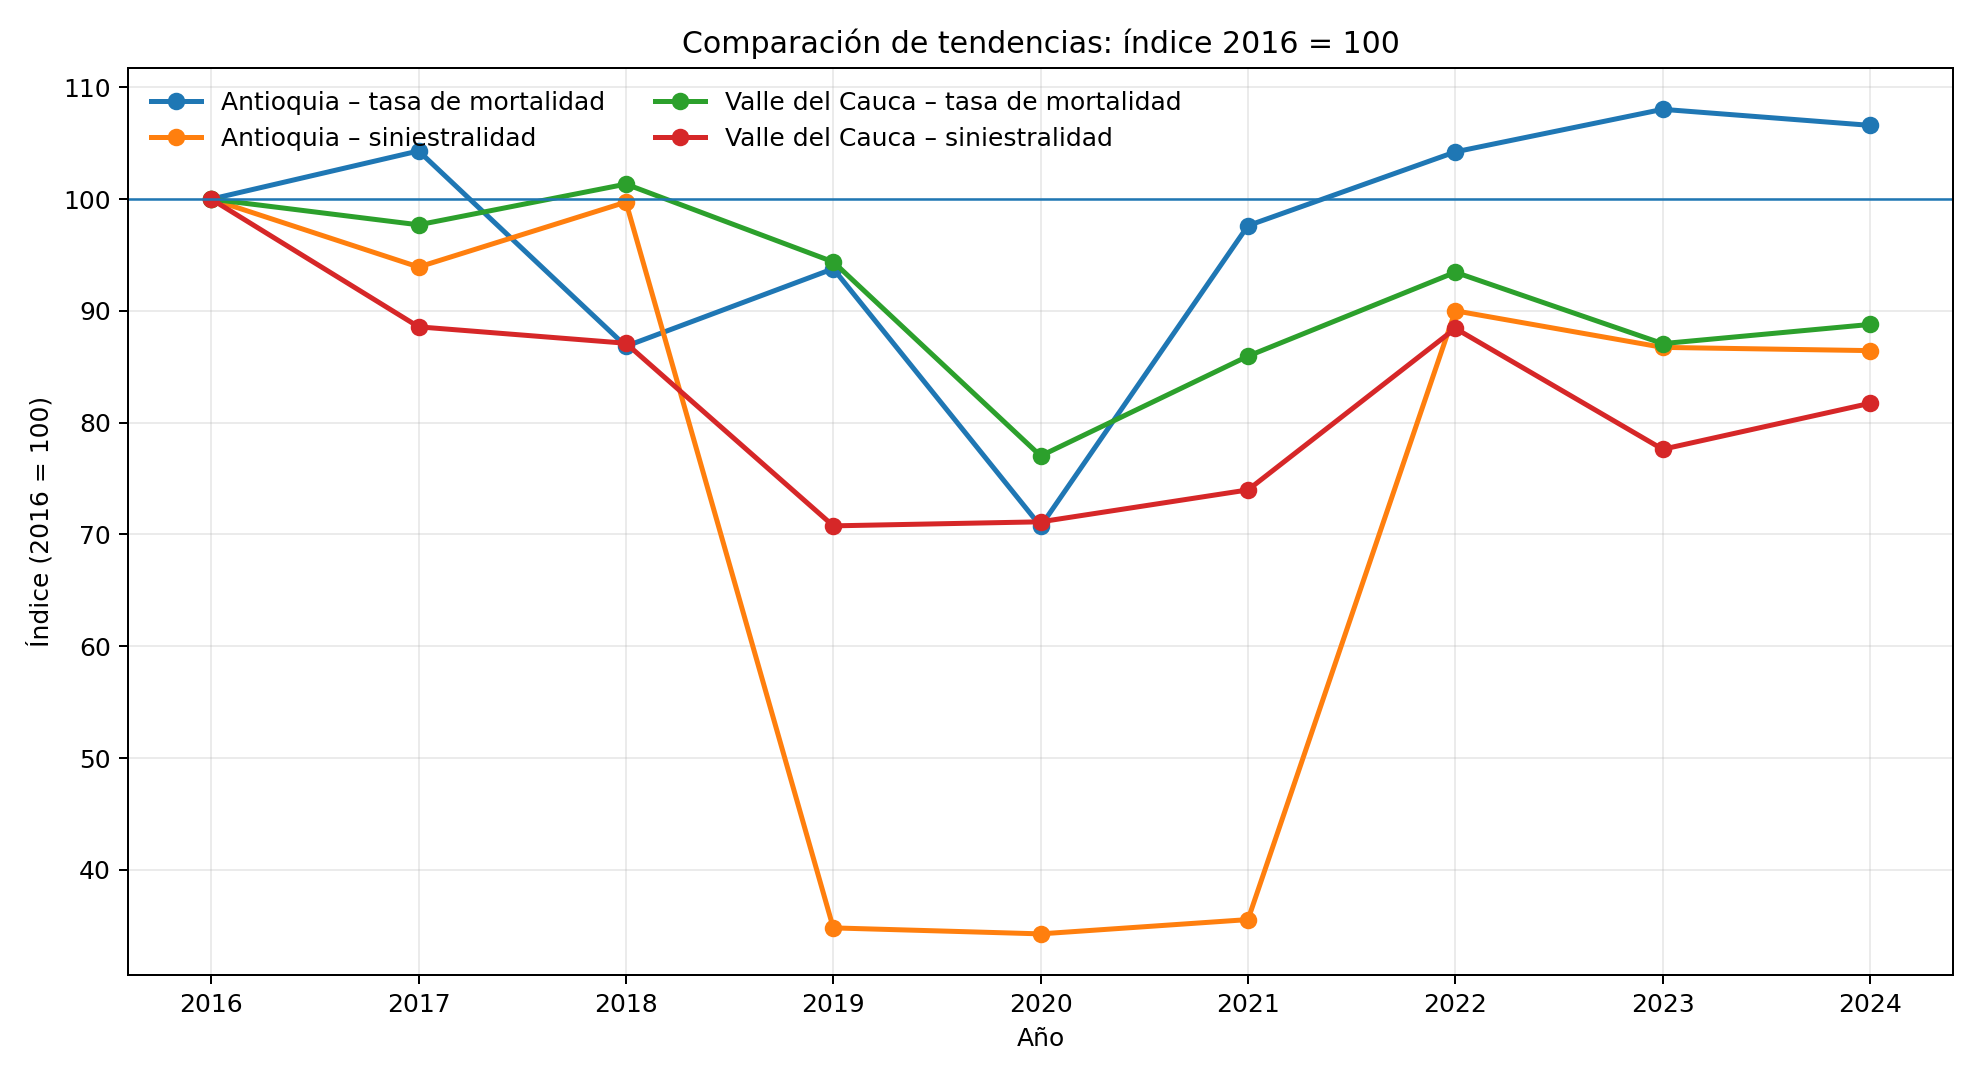 Comparación de tendencias: índice 2016 = 100
Antioquia – tasa de mortalidad
Antioquia – siniestralidad
Valle del Cauca – tasa de mortalidad
Valle del Cauca – siniestralidad
Índice (2016 = 100)
110
100
90
80
70
60
50
40
2016 2017 2018 2019 2020 2021 2022 2023 2024
Año